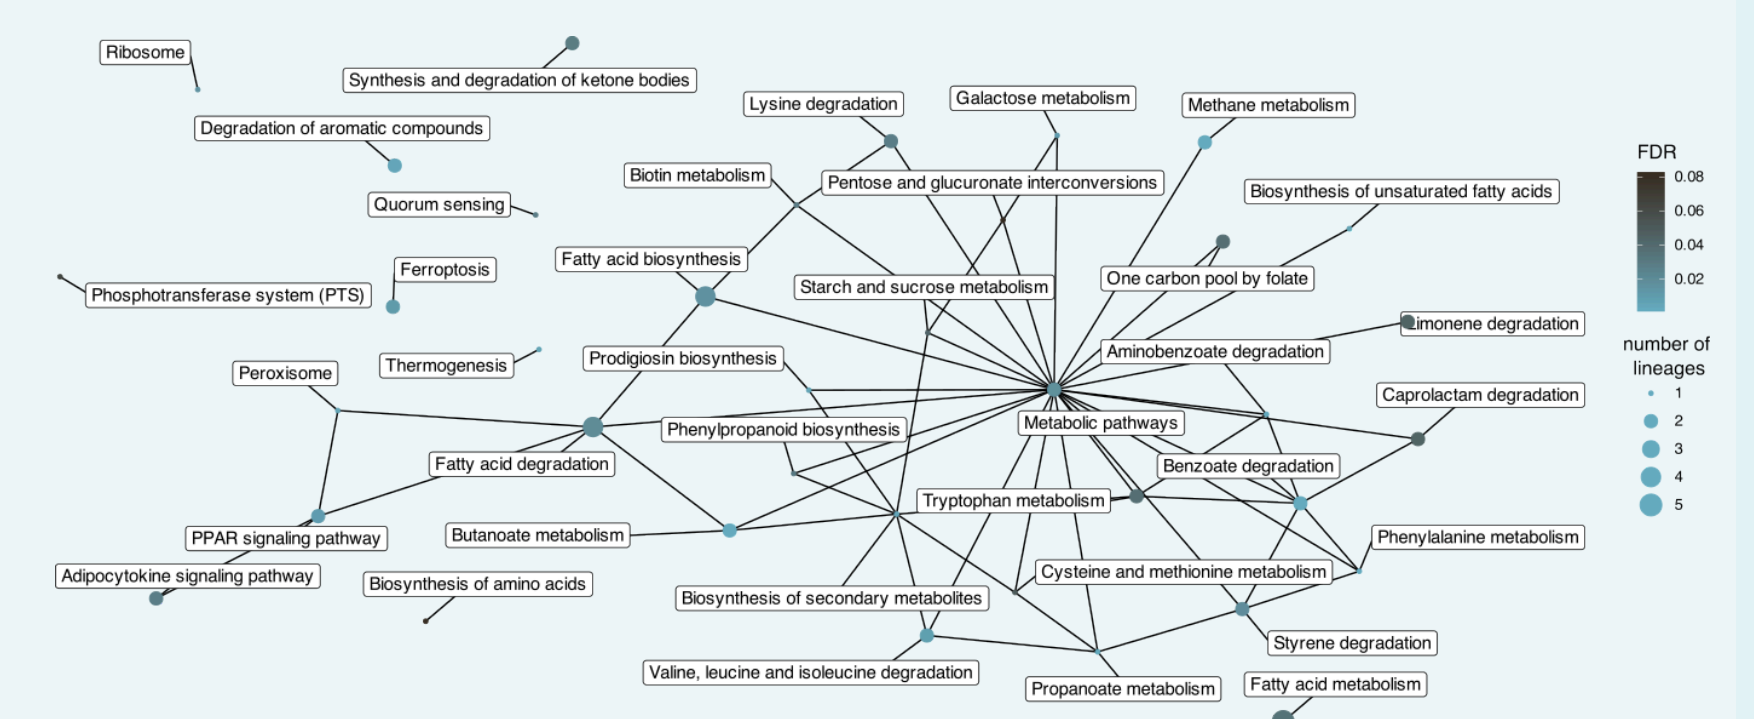 Ribosome
Synthesis and degradation of ketone bodies
Lysine degradation
Galactose metabolism
Methane metabolism
Degradation of aromatic compounds
Biotin metabolism
Pentose and glucuronate interconversions
Biosynthesis of unsaturated fatty acids
Quorum sensing
Fatty acid biosynthesis
Ferroptosis
Phosphotransferase system (PTS)
Starch and sucrose metabolism
One carbon pool by folate
Limonene degradation
Thermogenesis
Prodigiosin biosynthesis
Aminobenzoate degradation
Peroxisome
Caprolactam degradation
Phenylpropanoid biosynthesis
Metabolic pathways
Fatty acid degradation
Benzoate degradation
Tryptophan metabolism
PPAR signaling pathway
Butanoate metabolism
Phenylalanine metabolism
Adipocytokine signaling pathway
Biosynthesis of amino acids
Cysteine and methionine metabolism
Biosynthesis of secondary metabolites
Styrene degradation
Valine, leucine and isoleucine degradation
Propanoate metabolism
Fatty acid metabolism
FDR
0.08
0.06
0.04
0.02
number of
lineages
1
2
3
4
5